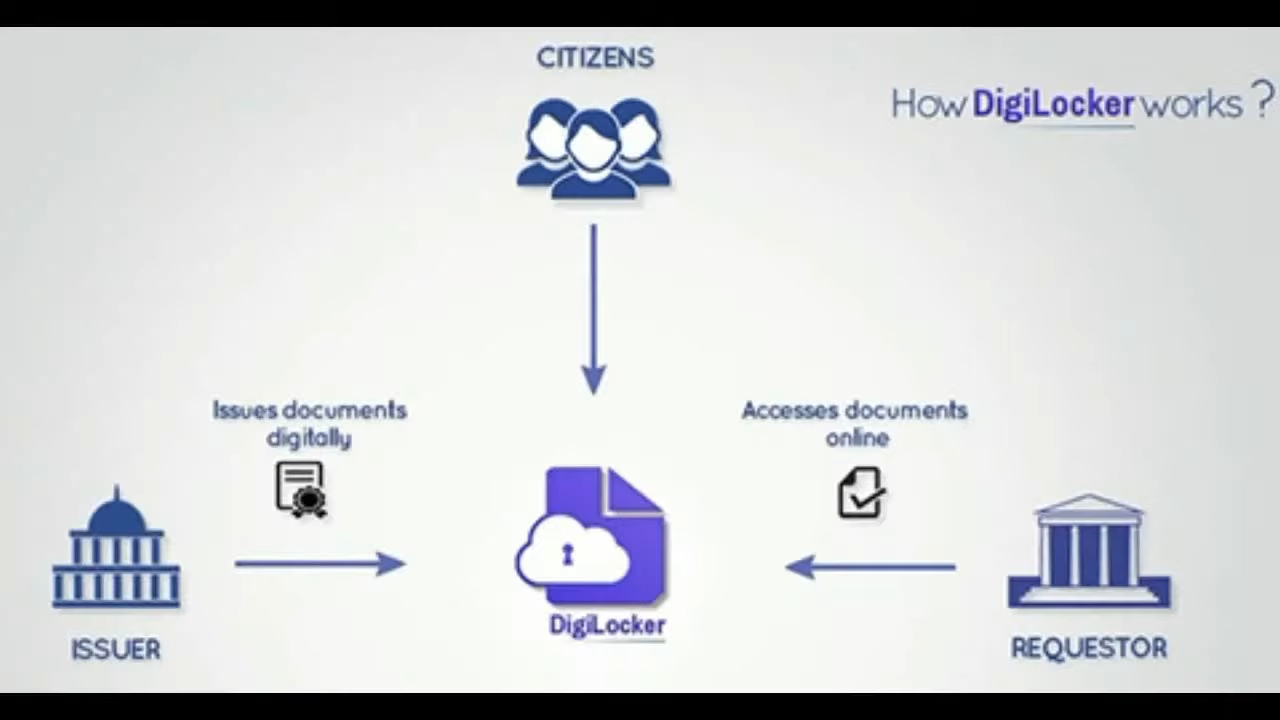 CITIZENS
How DigiLocker works ?
Issues documents
digitally
Accesses documents
online
DigiLocker
ISSUER
REQUESTOR